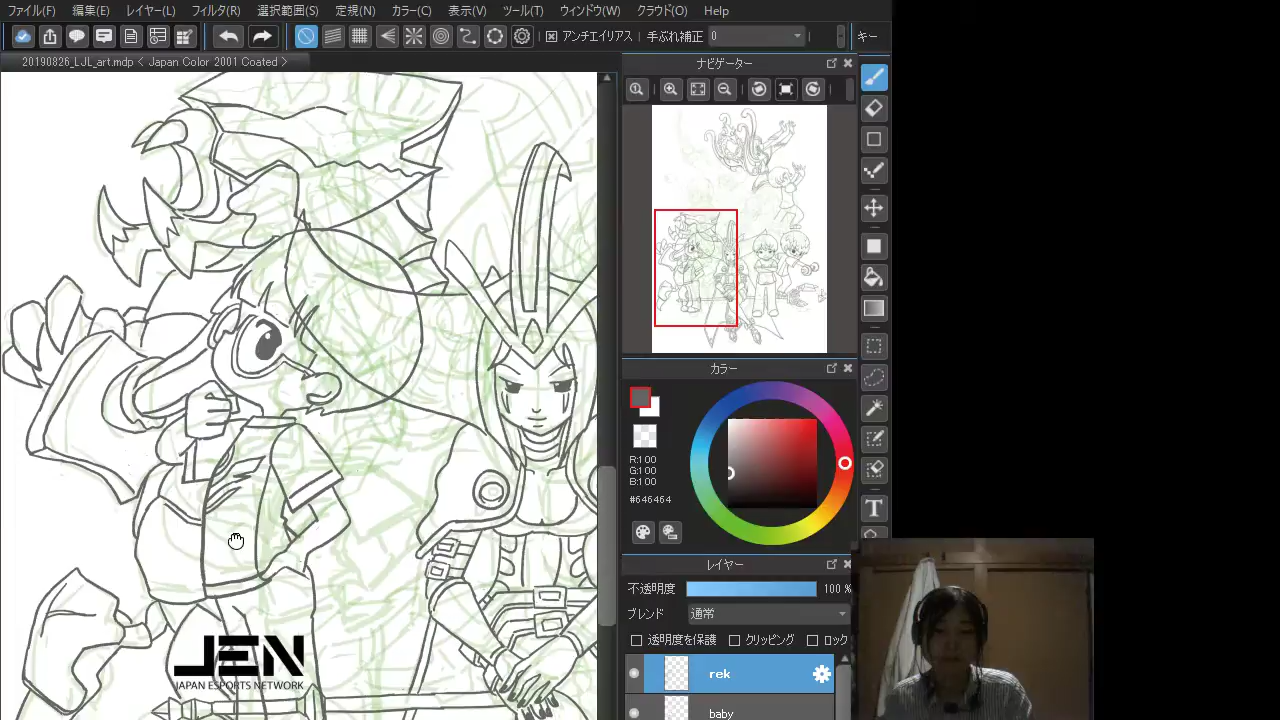 ファイル(F) 編集(E) レイヤー(L) フィルタ(R) 選択範囲(S) 定規(N) カラー(C) 表示(V) ツール(T) ウィンドウ(W) クラウド(O) Help
アンチエイリアス 手ぶれ補正 0 キー
20190826_LJL_art.mdp < Japan Color 2001 Coated >
ナビゲーター
カラー
R:100
G:100
B:100
#646464
T
レイヤー
不透明度 100 %
ブレンド 通常
透明度を保護 クリッピング ロック
rek
baby
JEN
JAPAN ESPORTS NETWORK